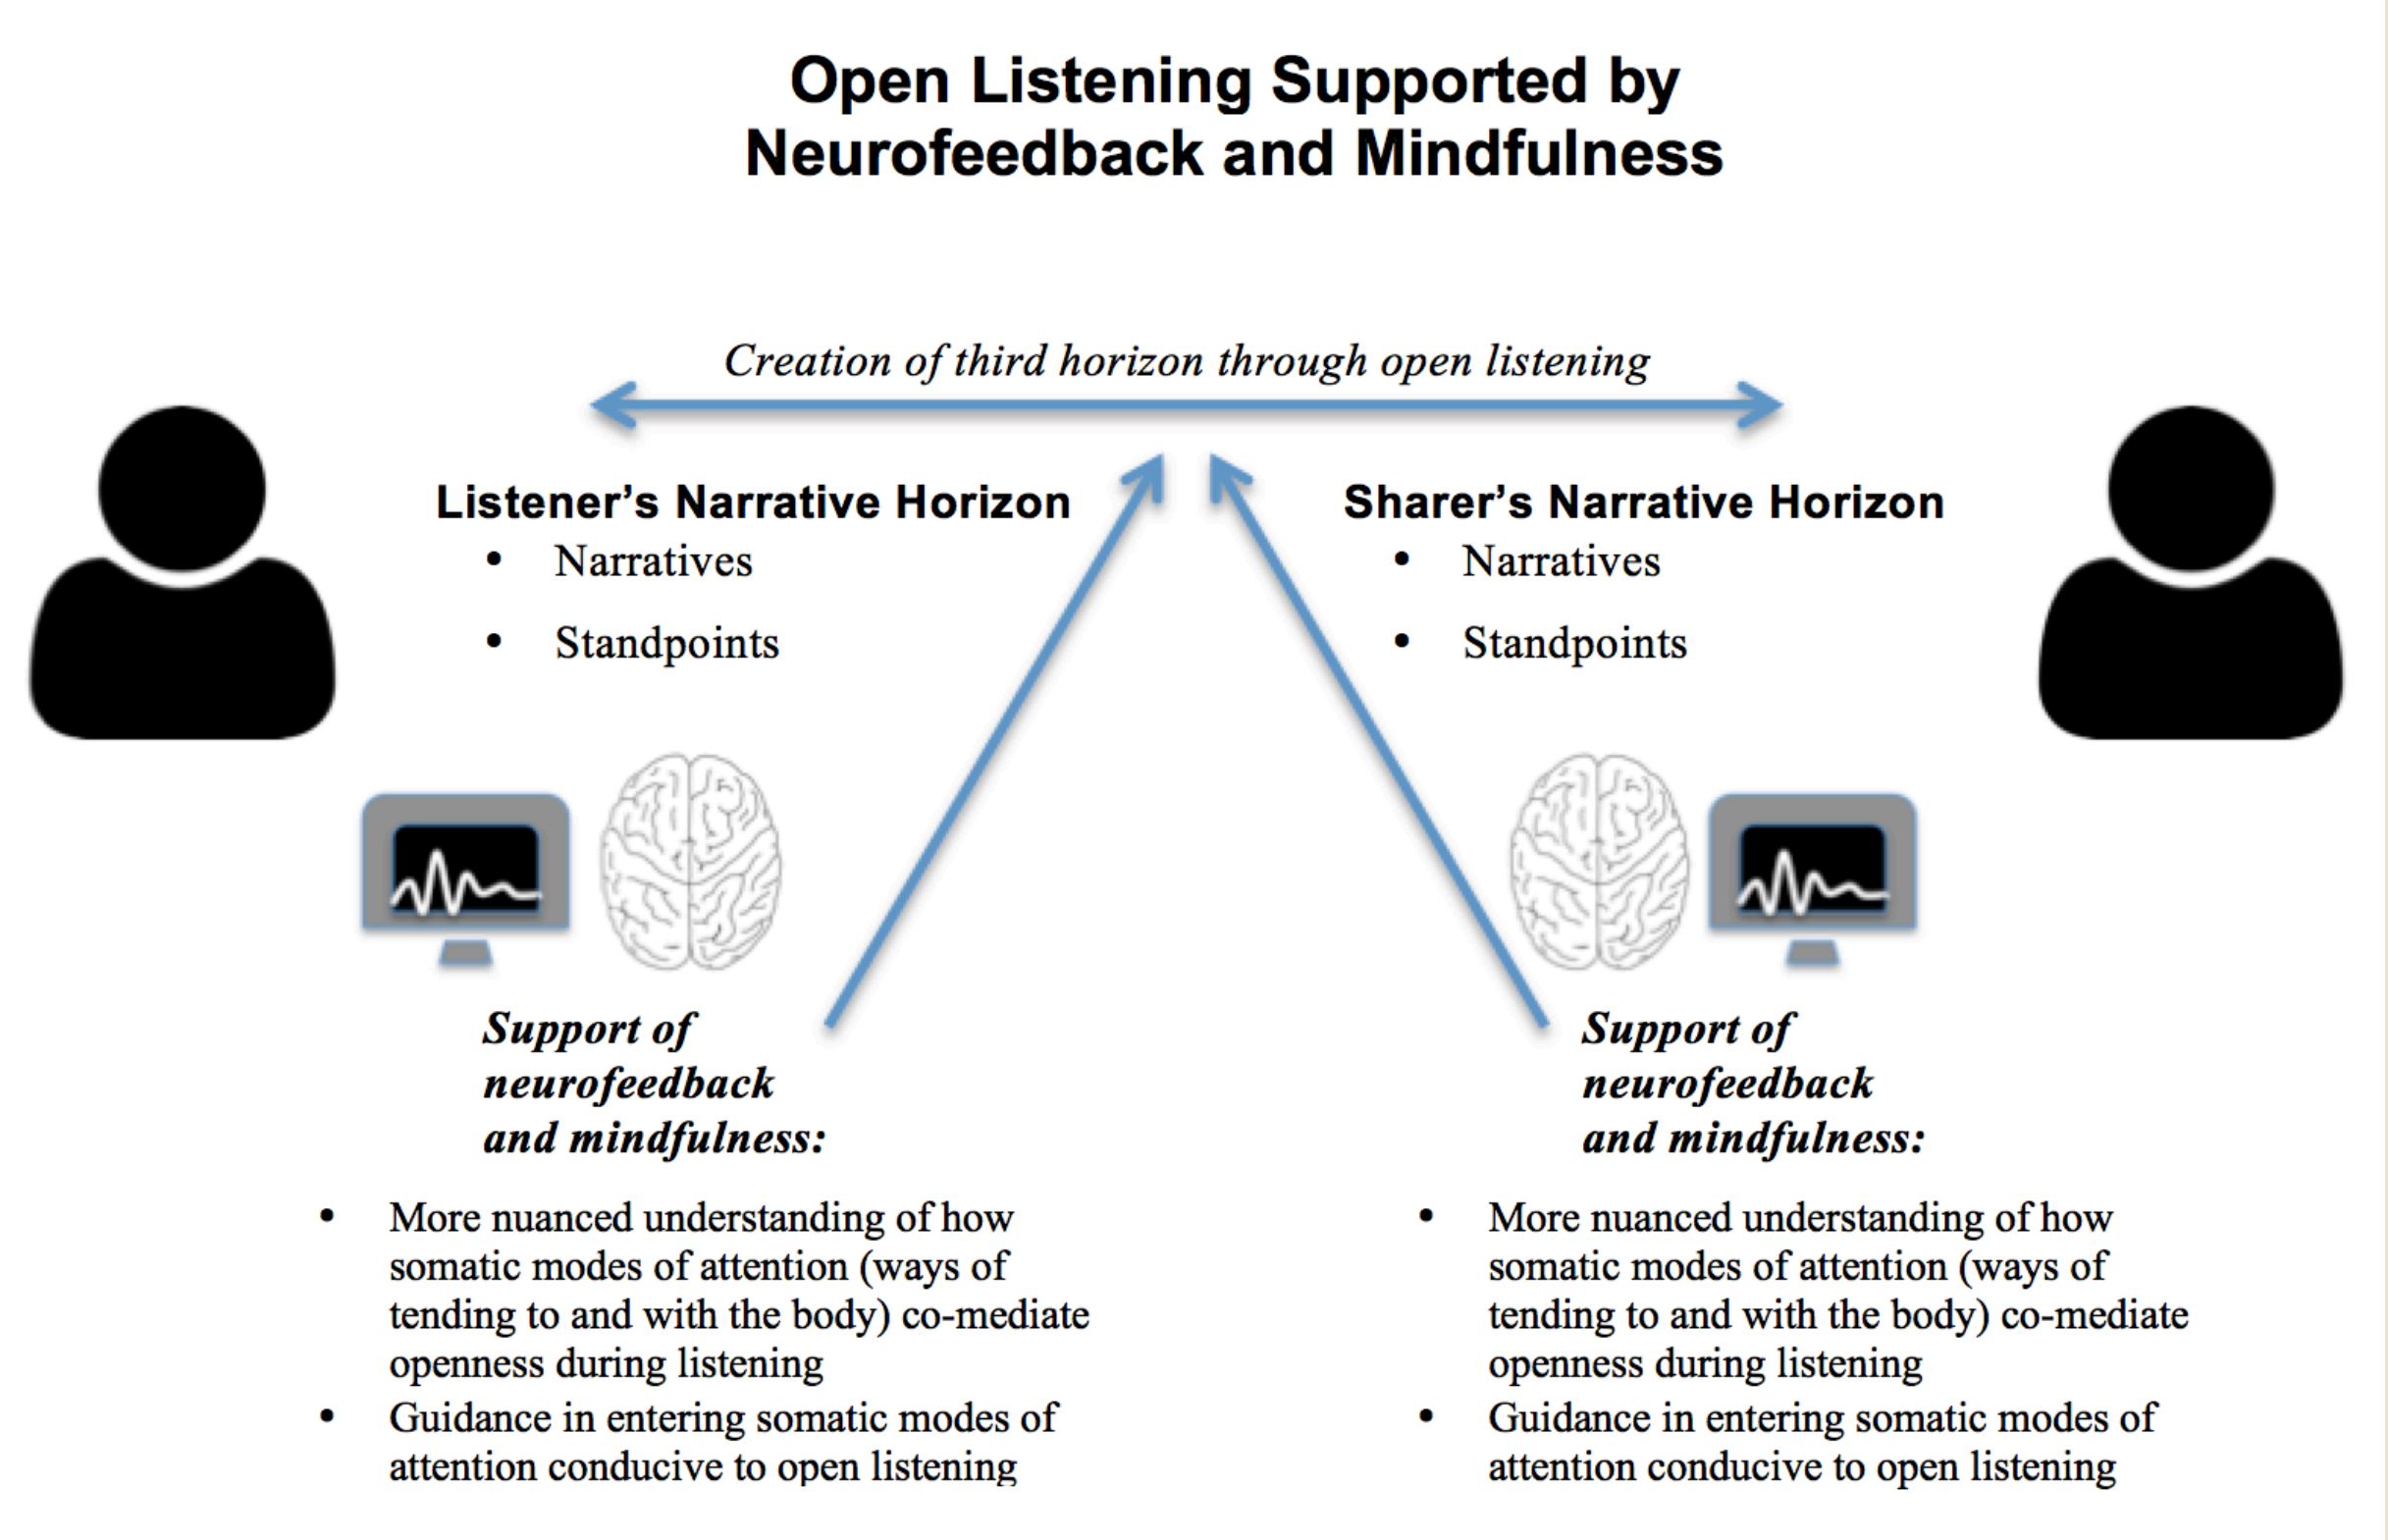 Open Listening Supported by
Neurofeedback and Mindfulness
Creation of third horizon through open listening
Listener’s Narrative Horizon
• Narratives
• Standpoints
Sharer’s Narrative Horizon
• Narratives
• Standpoints
Support of
neurofeedback
and mindfulness:
• More nuanced understanding of how
somatic modes of attention (ways of
tending to and with the body) co-mediate
openness during listening
• Guidance in entering somatic modes of
attention conducive to open listening
Support of
neurofeedback
and mindfulness:
• More nuanced understanding of how
somatic modes of attention (ways of
tending to and with the body) co-mediate
openness during listening
• Guidance in entering somatic modes of
attention conducive to open listening